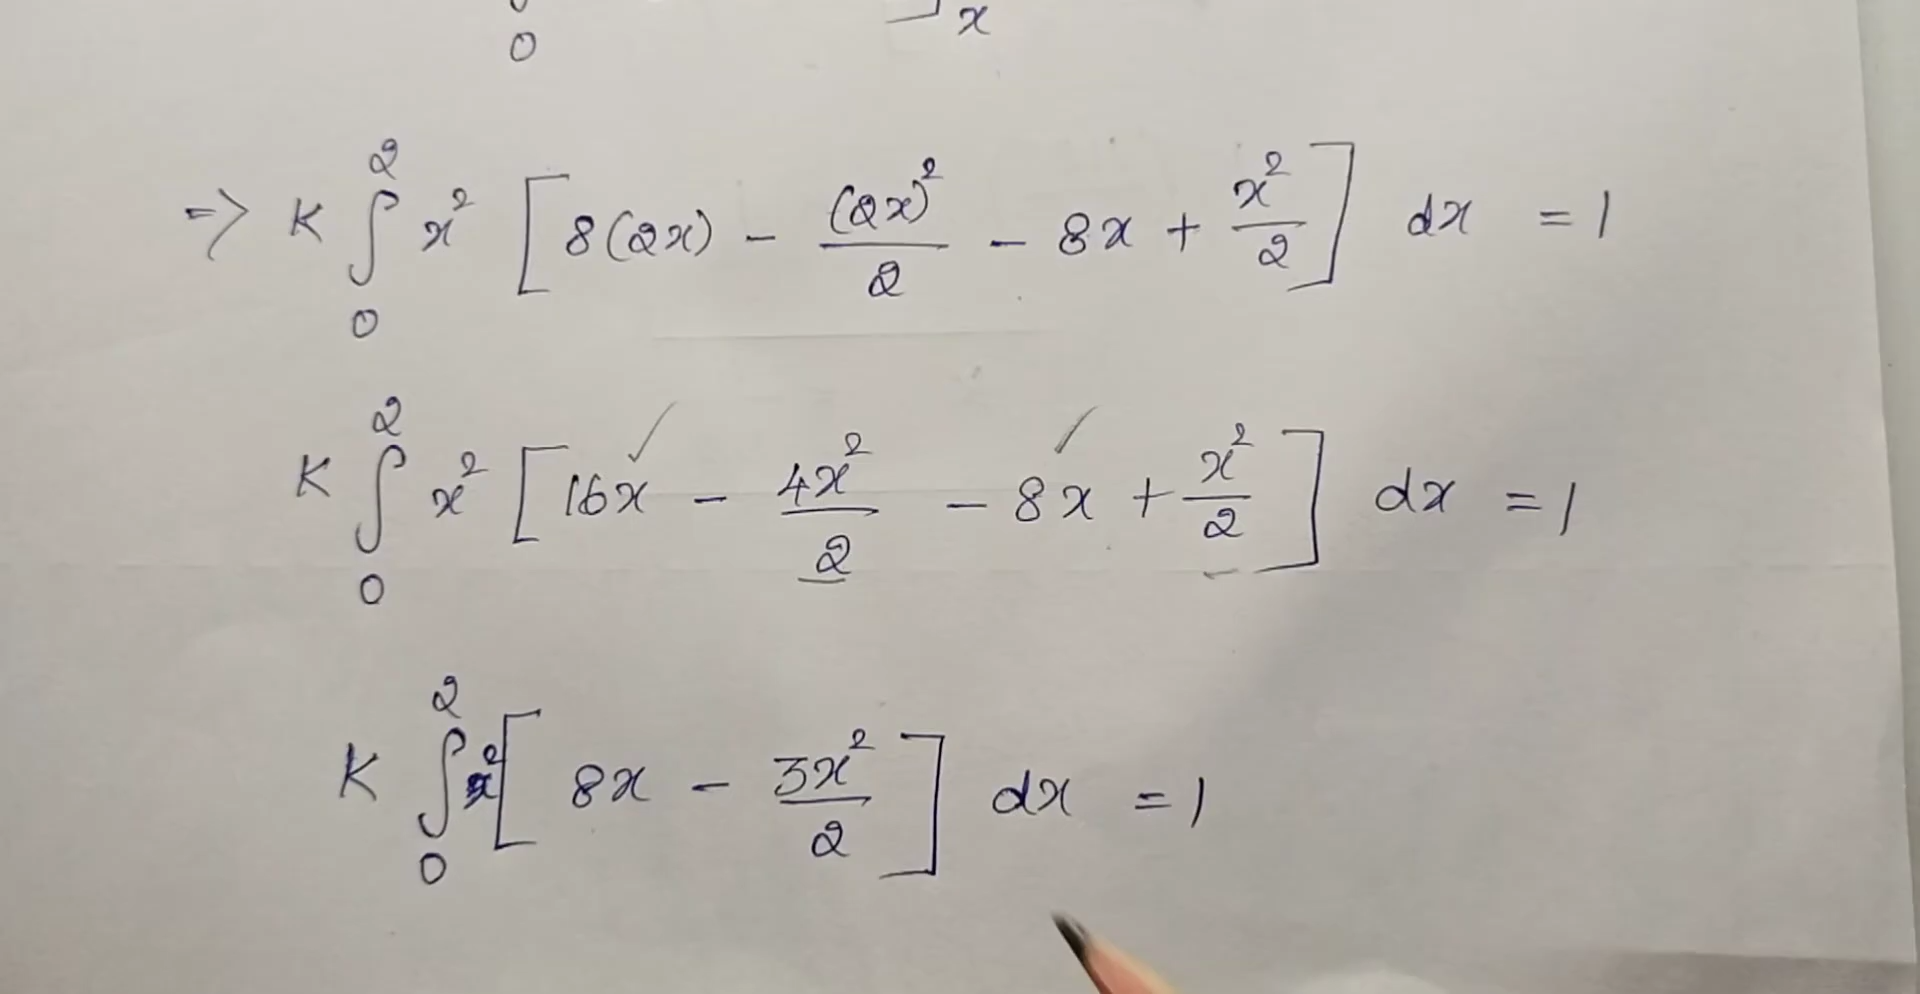 0 ]x
=> K ∫₀² x² [ 8(2x) - (2x)²/2 - 8x + x²/2 ] dx = 1
K ∫₀² x² [ 16x - 4x²/2 - 8x + x²/2 ] dx = 1
K ∫₀² x² [ 8x - 3x²/2 ] dx = 1